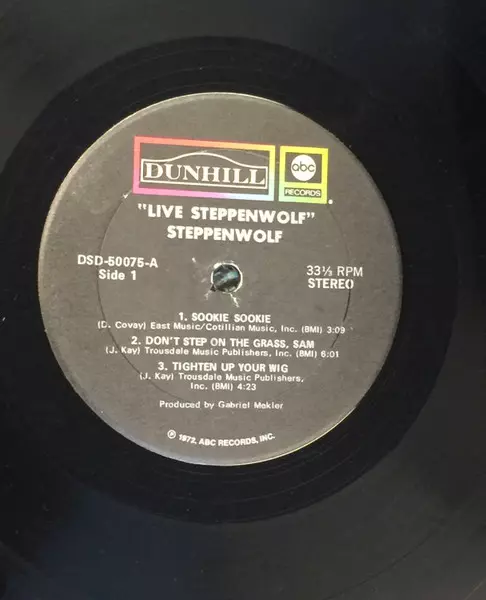 DUNHILL
abc
RECORDS
"LIVE STEPPENWOLF"
STEPPENWOLF
DSD-50075-A
Side 1
33⅓ RPM
STEREO
1. SOOKIE SOOKIE
(D. Covay) East Music/Cotillian Music, Inc. (BMI) 3:09
2. DON'T STEP ON THE GRASS, SAM
(J. Kay) Trousdale Music Publishers, Inc. (BMI) 6:01
3. TIGHTEN UP YOUR WIG
(J. Kay) Trousdale Music Publishers,
Inc. (BMI) 4:23
Produced by Gabriel Mekler
℗ 1972, ABC RECORDS, INC.